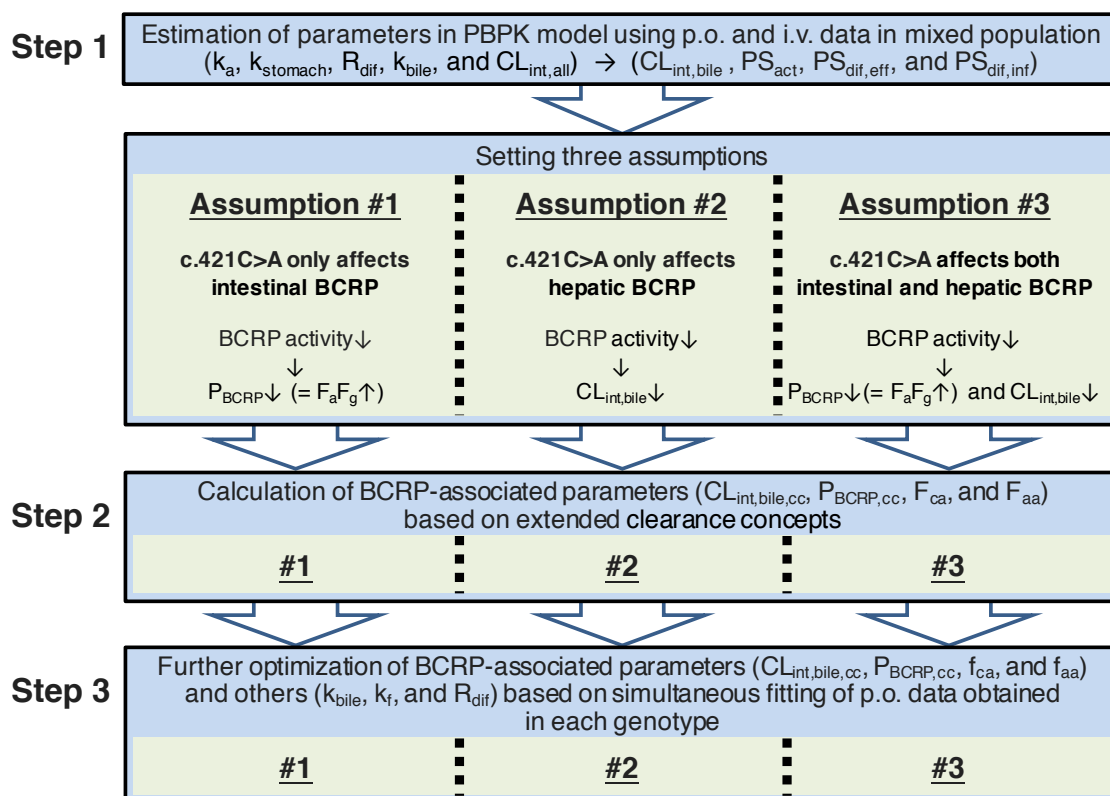 Step 1
Estimation of parameters in PBPK model using p.o. and i.v. data in mixed population
(ka, kstomach, Rdif, kbile, and CLint,all) → (CLint,bile , PSact, PSdif,eff, and PSdif,inf)
Setting three assumptions
Assumption #1
c.421C>A only affects
intestinal BCRP
BCRP activity↓
↓
PBCRP↓ (= FaFg↑)
Assumption #2
c.421C>A only affects
hepatic BCRP
BCRP activity↓
↓
CLint,bile↓
Assumption #3
c.421C>A affects both
intestinal and hepatic BCRP
BCRP activity↓
↓
PBCRP↓(= FaFg↑) and CLint,bile↓
Step 2
Calculation of BCRP-associated parameters (CLint,bile,cc, PBCRP,cc, Fca, and Faa)
based on extended clearance concepts
#1
#2
#3
Step 3
Further optimization of BCRP-associated parameters (CLint,bile,cc, PBCRP,cc, fca, and faa)
and others (kbile, kf, and Rdif) based on simultaneous fitting of p.o. data obtained
in each genotype
#1
#2
#3